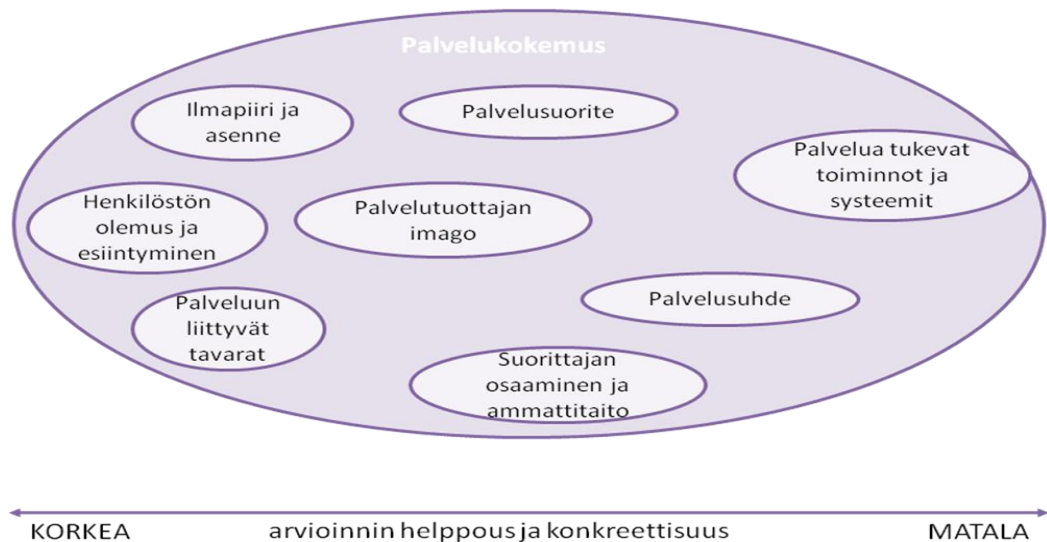 Palvelukokemus
Ilmapiiri ja
asenne
Palvelusuorite
Palvelua tukevat
toiminnot ja
systeemit
Henkilöstön
olemus ja
esiintyminen
Palvelutuottajan
imago
Palveluun
liittyvät
tavarat
Palvelusuhde
Suorittajan
osaaminen ja
ammattitaito
KORKEA arvioinnin helppous ja konkreettisuus MATALA